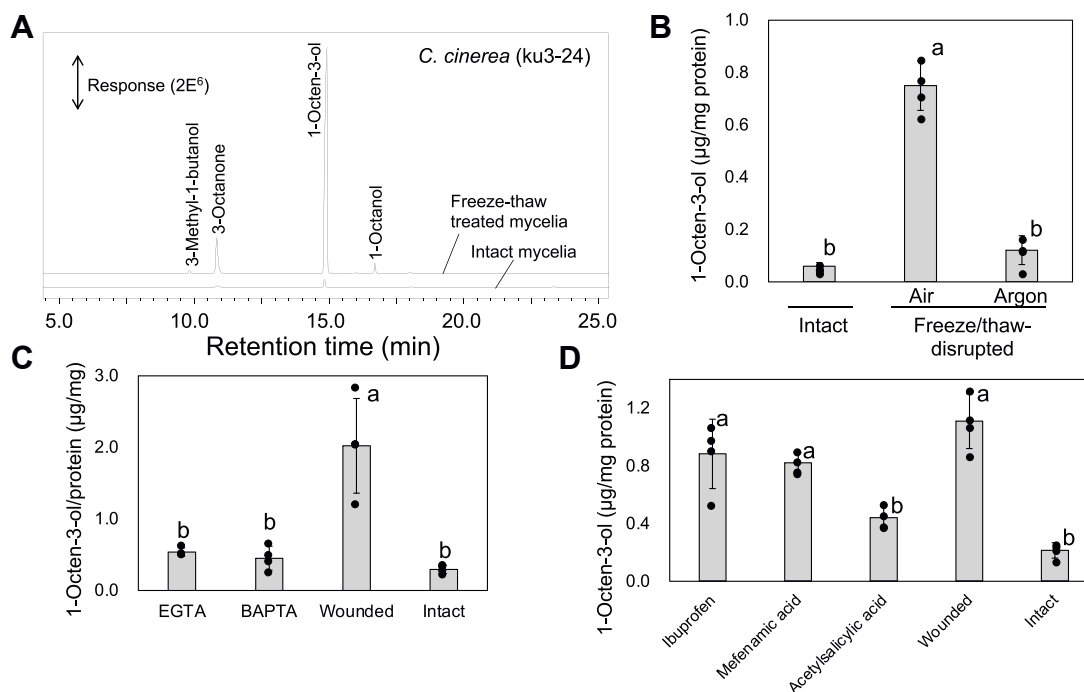 A
C. cinerea (ku3-24)
Response (2E⁶)
3-Methyl-1-butanol
3-Octanone
1-Octen-3-ol
1-Octanol
Freeze-thaw
treated mycelia
Intact mycelia
5.0 10.0 15.0 20.0 25.0
Retention time (min)
B
1-Octen-3-ol (µg/mg protein)
1.0
0.8
0.6
0.4
0.2
0.0
b
a
b
Air Argon
Intact Freeze/thaw-
disrupted
C
1-Octen-3-ol/protein (µg/mg)
3.0
2.0
1.0
0.0
b
b
a
b
EGTA BAPTA Wounded Intact
D
1-Octen-3-ol (µg/mg protein)
1.2
0.8
0.4
0.0
a
a
b
a
b
Ibuprofen
Mefenamic acid
Acetylsalicylic acid
Wounded
Intact